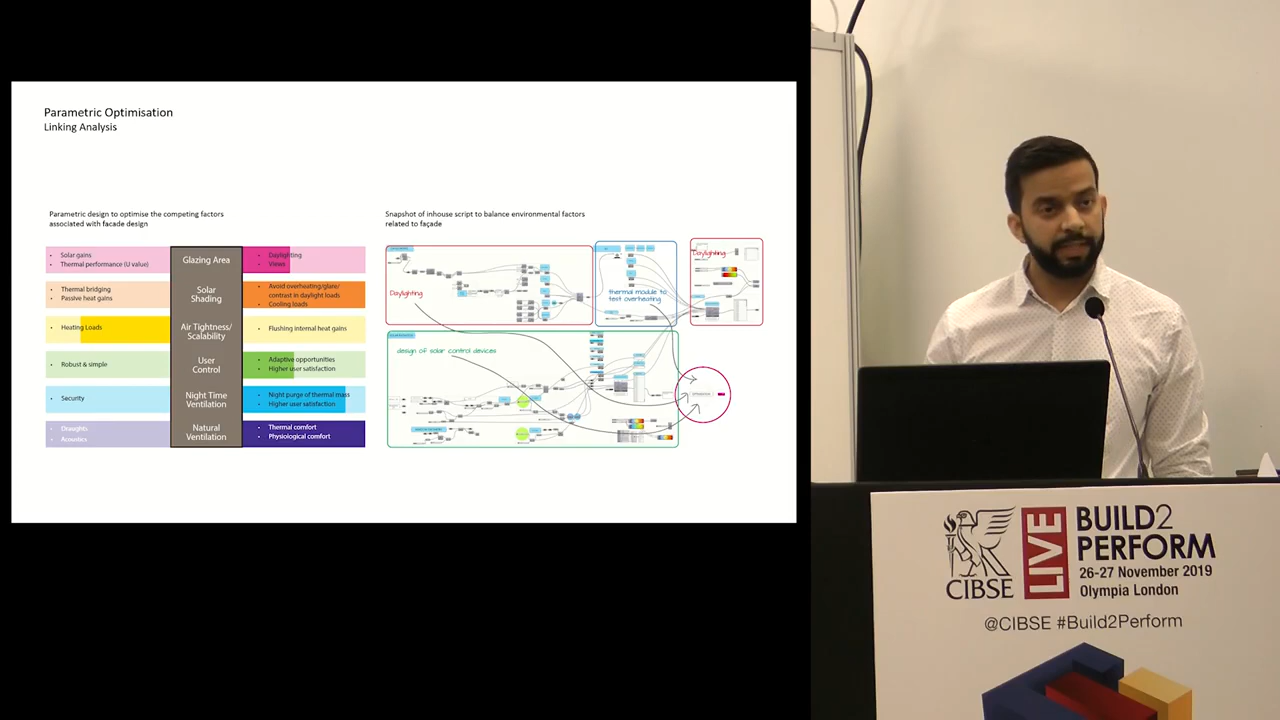 Parametric Optimisation
Linking Analysis
Parametric design to optimise the competing factors
associated with facade design
Snapshot of inhouse script to balance environmental factors
related to façade
• Solar gains
• Thermal performance (U value)
Glazing Area
• Daylighting
• Views
• Thermal bridging
• Passive heat gains
Solar
Shading
• Avoid overheating/glare/
contrast in daylight loads
• Cooling loads
• Heating Loads
Air Tightness/
Scalability
• Flushing internal heat gains
• Robust & simple
User
Control
• Adaptive opportunities
• Higher user satisfaction
• Security
Night Time
Ventilation
• Night purge of thermal mass
• Higher user satisfaction
• Draughts
• Acoustics
Natural
Ventilation
• Thermal comfort
• Physiological comfort
Daylighting
thermal module to
test overheating
Daylighting
design of solar control devices
CIBSE
LIVE
BUILD2
PERFORM
26-27 November 2019
Olympia London
@CIBSE #Build2Perform